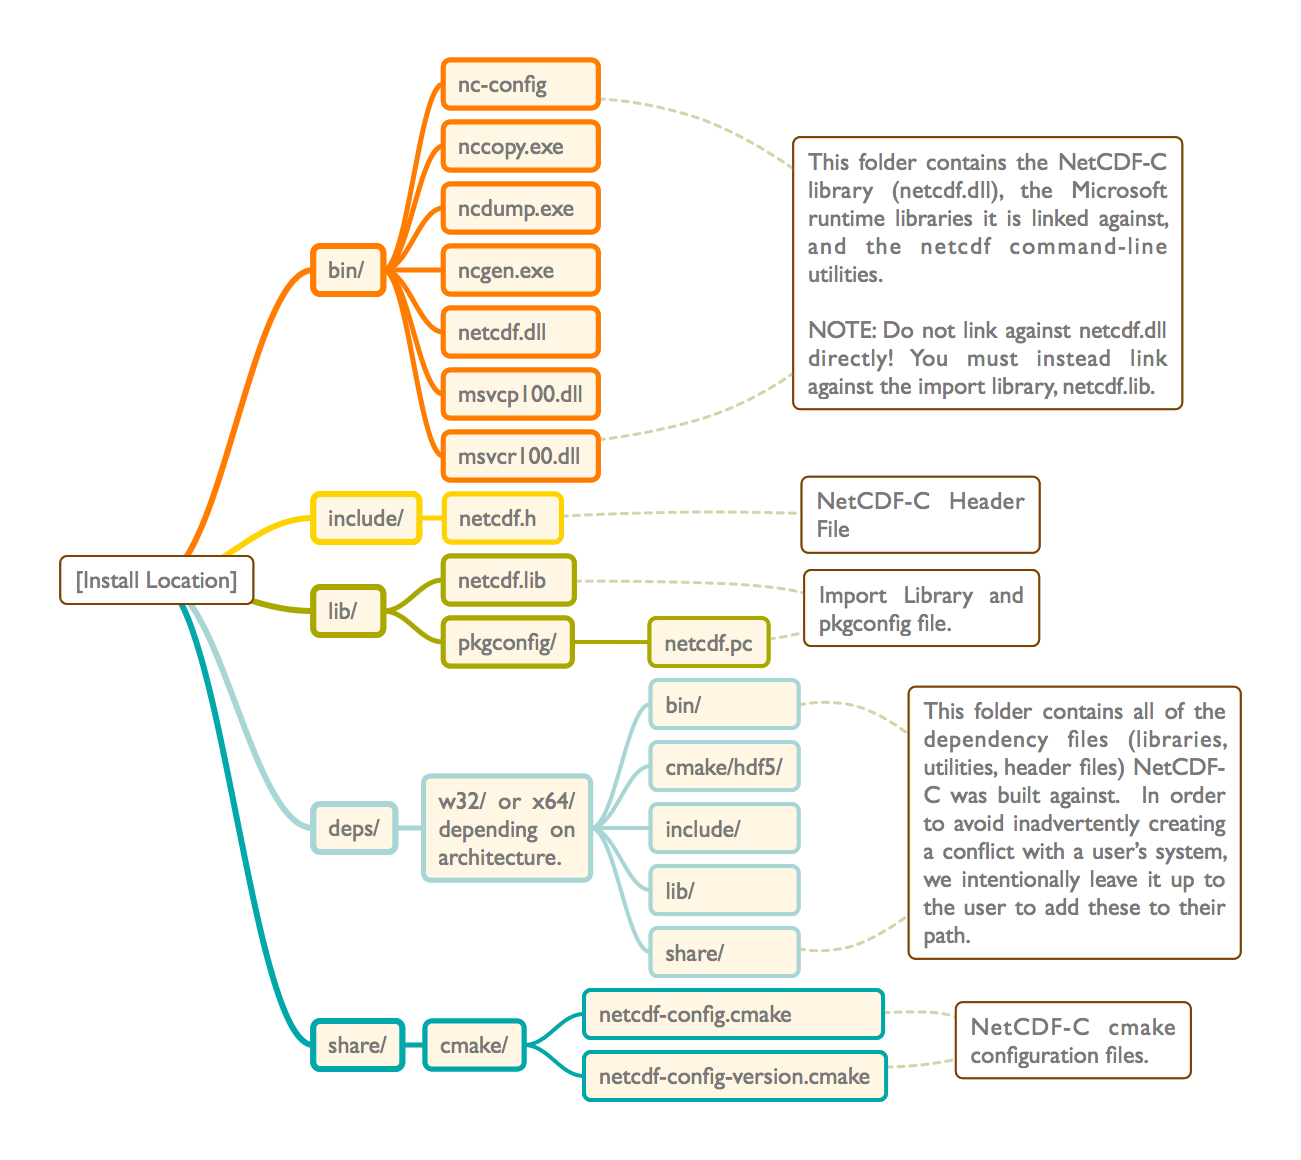 nc-config
nccopy.exe
ncdump.exe
ncgen.exe
netcdf.dll
msvcp100.dll
msvcr100.dll
bin/
This folder contains the NetCDF-C
library (netcdf.dll), the Microsoft
runtime libraries it is linked against,
and the netcdf command-line
utilities.
NOTE: Do not link against netcdf.dll
directly! You must instead link
against the import library, netcdf.lib.
include/
netcdf.h
NetCDF-C Header
File
[Install Location]
lib/
netcdf.lib
pkgconfig/
netcdf.pc
Import Library and
pkgconfig file.
deps/
w32/ or x64/
depending on
architecture.
bin/
cmake/hdf5/
include/
lib/
share/
This folder contains all of the
dependency files (libraries,
utilities, header files) NetCDF-
C was built against. In order
to avoid inadvertently creating
a conflict with a user's system,
we intentionally leave it up to
the user to add these to their
path.
share/
cmake/
netcdf-config.cmake
netcdf-config-version.cmake
NetCDF-C cmake
configuration files.